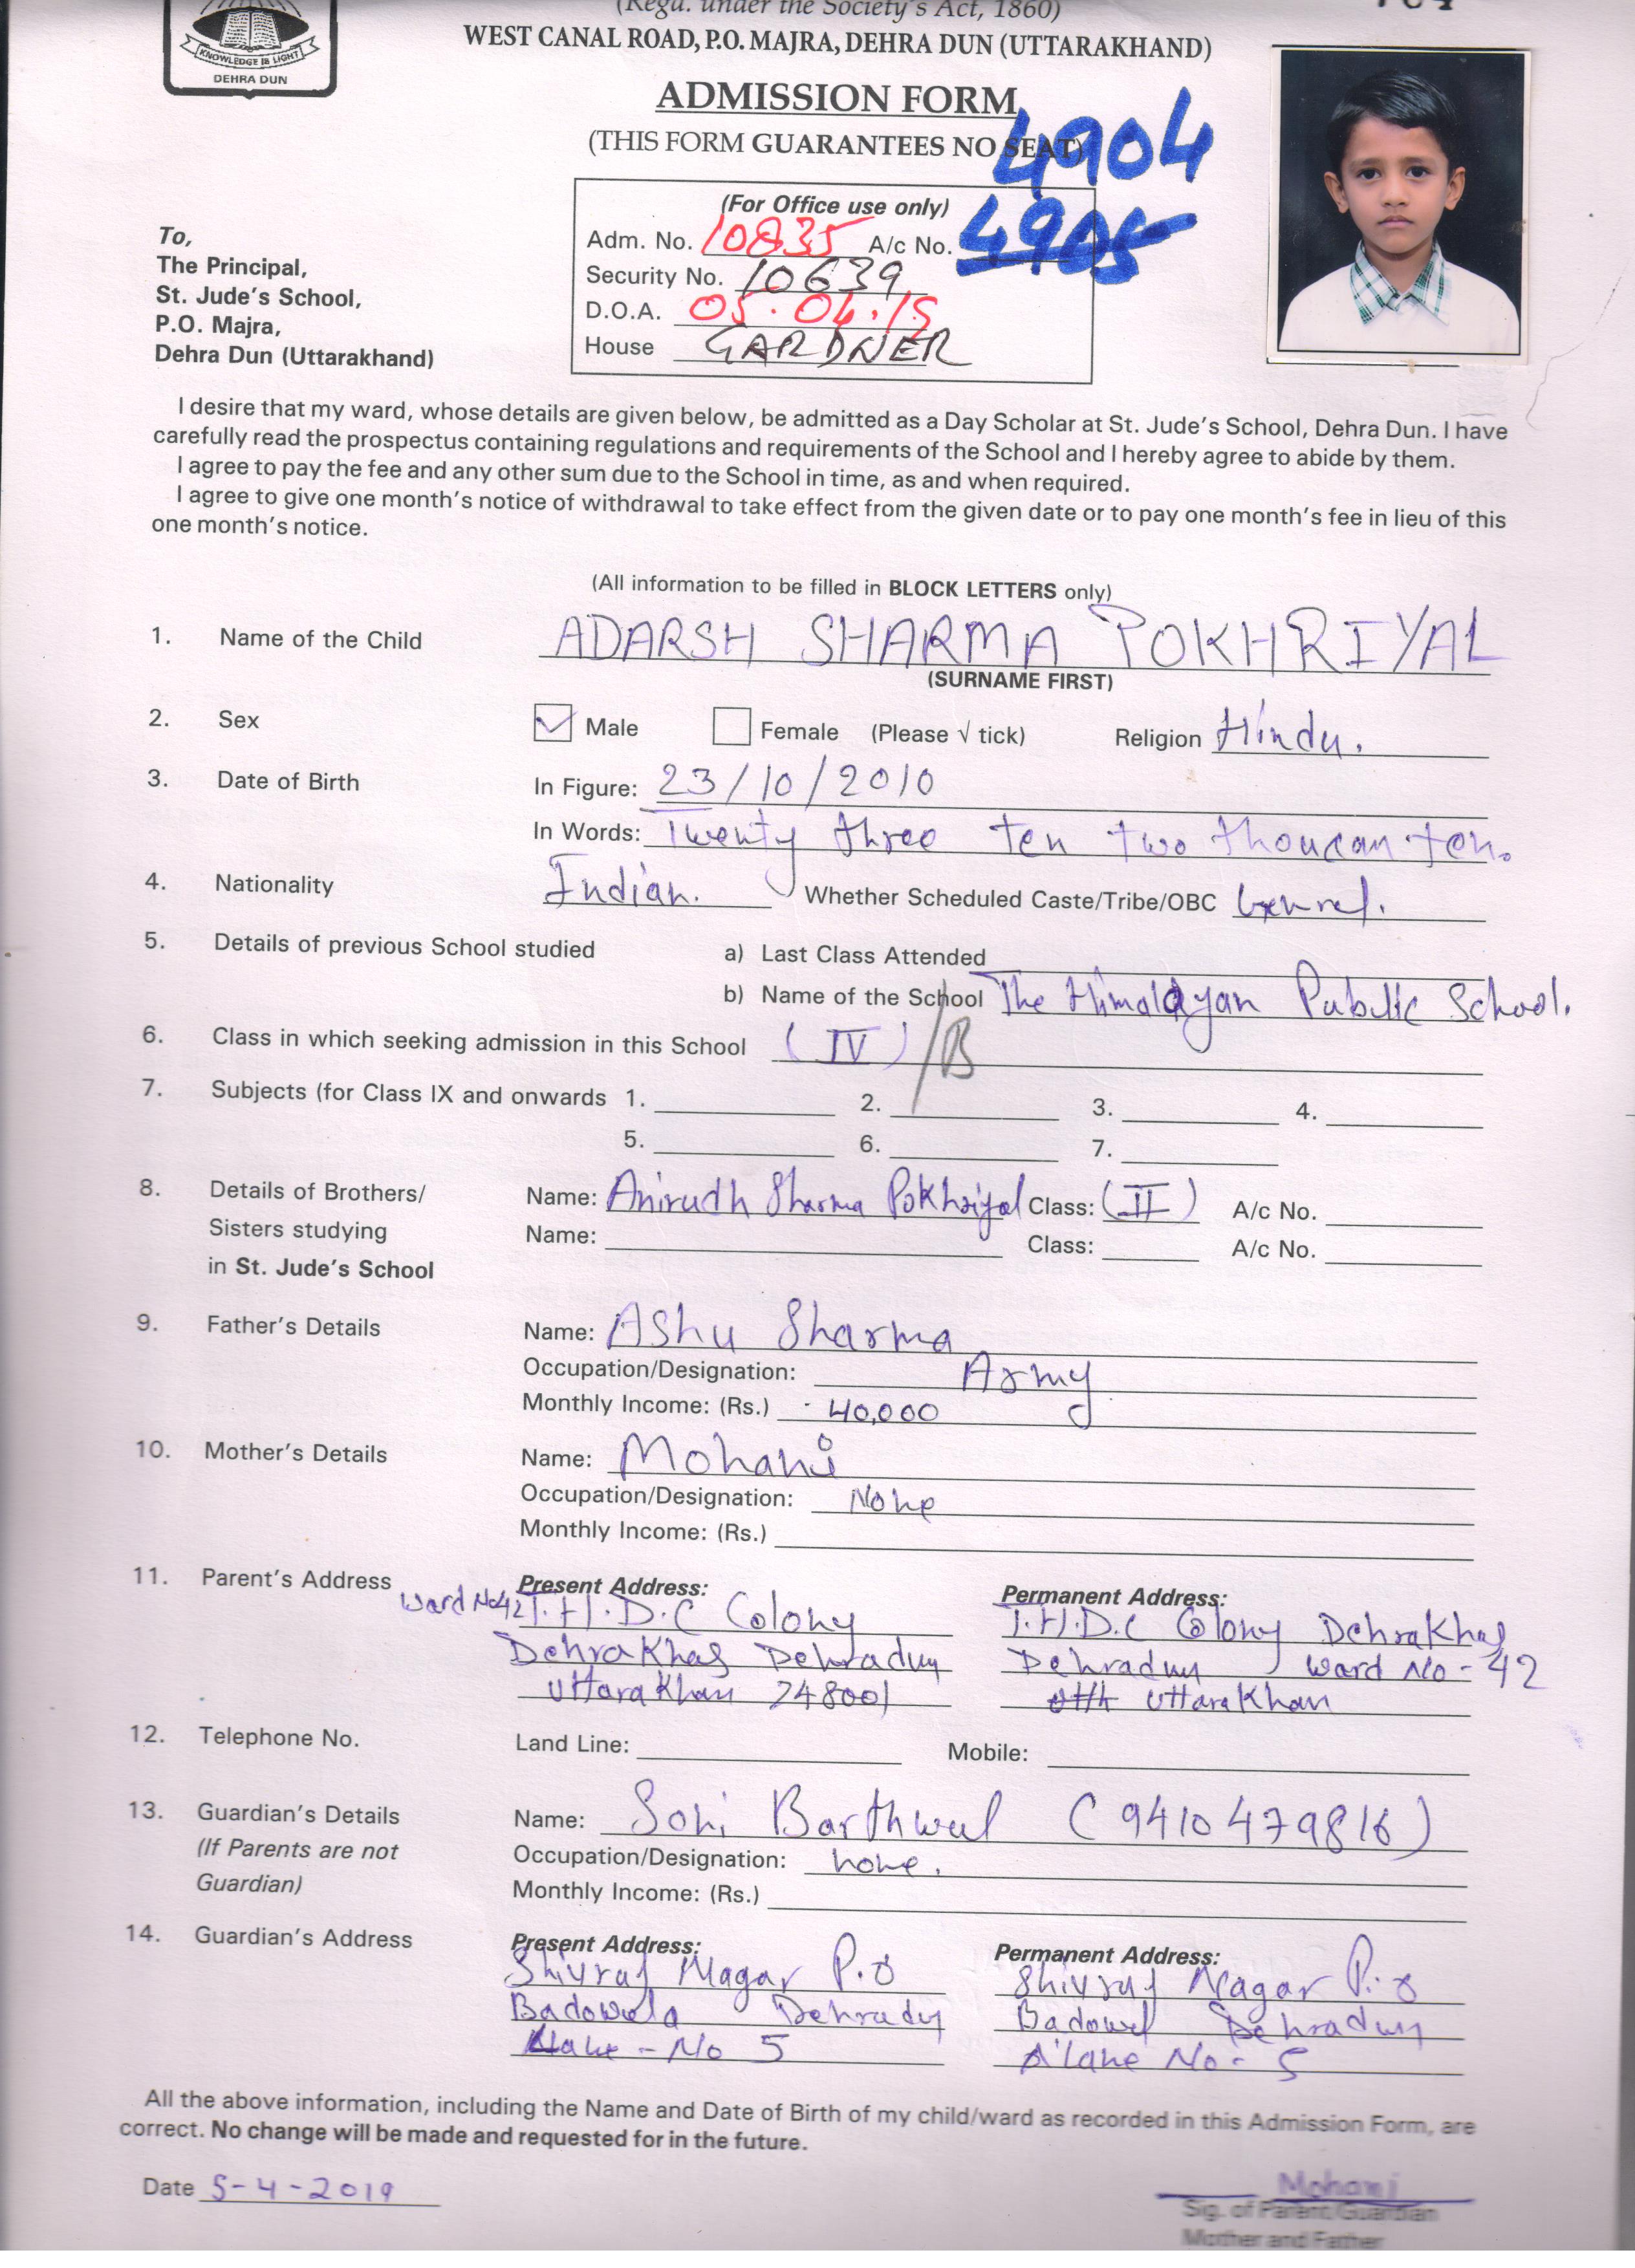 (Regd. under the Society's Act, 1860)
WEST CANAL ROAD, P.O. MAJRA, DEHRA DUN (UTTARAKHAND)
KNOWLEDGE IS LIGHT
DEHRA DUN
ADMISSION FORM
(THIS FORM GUARANTEES NO SEAT)
4904
(For Office use only)
Adm. No. 10835 A/c No. 4905
Security No. 10639
D.O.A. 05.04.19
House GARDNER
To,
The Principal,
St. Jude's School,
P.O. Majra,
Dehra Dun (Uttarakhand)
I desire that my ward, whose details are given below, be admitted as a Day Scholar at St. Jude's School, Dehra Dun. I have
carefully read the prospectus containing regulations and requirements of the School and I hereby agree to abide by them.
I agree to pay the fee and any other sum due to the School in time, as and when required.
I agree to give one month's notice of withdrawal to take effect from the given date or to pay one month's fee in lieu of this
one month's notice.
(All information to be filled in BLOCK LETTERS only)
1. Name of the Child ADARSH SHARMA POKHRIYAL
(SURNAME FIRST)
2. Sex Male Female (Please √ tick) Religion Hindu.
3. Date of Birth In Figure: 23/10/2010
In Words: Twenty three ten two thoucan ten.
4. Nationality Indian. Whether Scheduled Caste/Tribe/OBC
5. Details of previous School studied a) Last Class Attended
b) Name of the School The Himalayan Pubilc School.
6. Class in which seeking admission in this School (IV) /B
7. Subjects (for Class IX and onwards 1. 2. 3. 4.
5. 6. 7.
8. Details of Brothers/ Name: Anirudh Sharma Pokhriyal Class: (II) A/c No.
Sisters studying Name: Class: A/c No.
in St. Jude's School
9. Father's Details Name: Ashu Sharma
Occupation/Designation: Army
Monthly Income: (Rs.) 40,000
10. Mother's Details Name: Mohani
Occupation/Designation: None
Monthly Income: (Rs.)
11. Parent's Address Present Address: Permanent Address:
Ward No 42 T.H.D.C Colony T.H.D.C Colony DehraKhas
DehraKhas Dehradun Dehradun Ward No - 42
UttaraKhan 248001 UttaraKhan
12. Telephone No. Land Line: Mobile:
13. Guardian's Details Name: Soni Barthwal (9410479816)
(If Parents are not Occupation/Designation: none.
Guardian) Monthly Income: (Rs.)
14. Guardian's Address Present Address: Permanent Address:
Shivraj Nagar P.o Shivraj Nagar P.o
Badowala Dehradun Badowal Dehradun
No 5 lane No - 5
All the above information, including the Name and Date of Birth of my child/ward as recorded in this Admission Form, are
correct. No change will be made and requested for in the future.
Date 5-4-2019 Mohani
Sig. of Parent/Guardian
Mother and Father